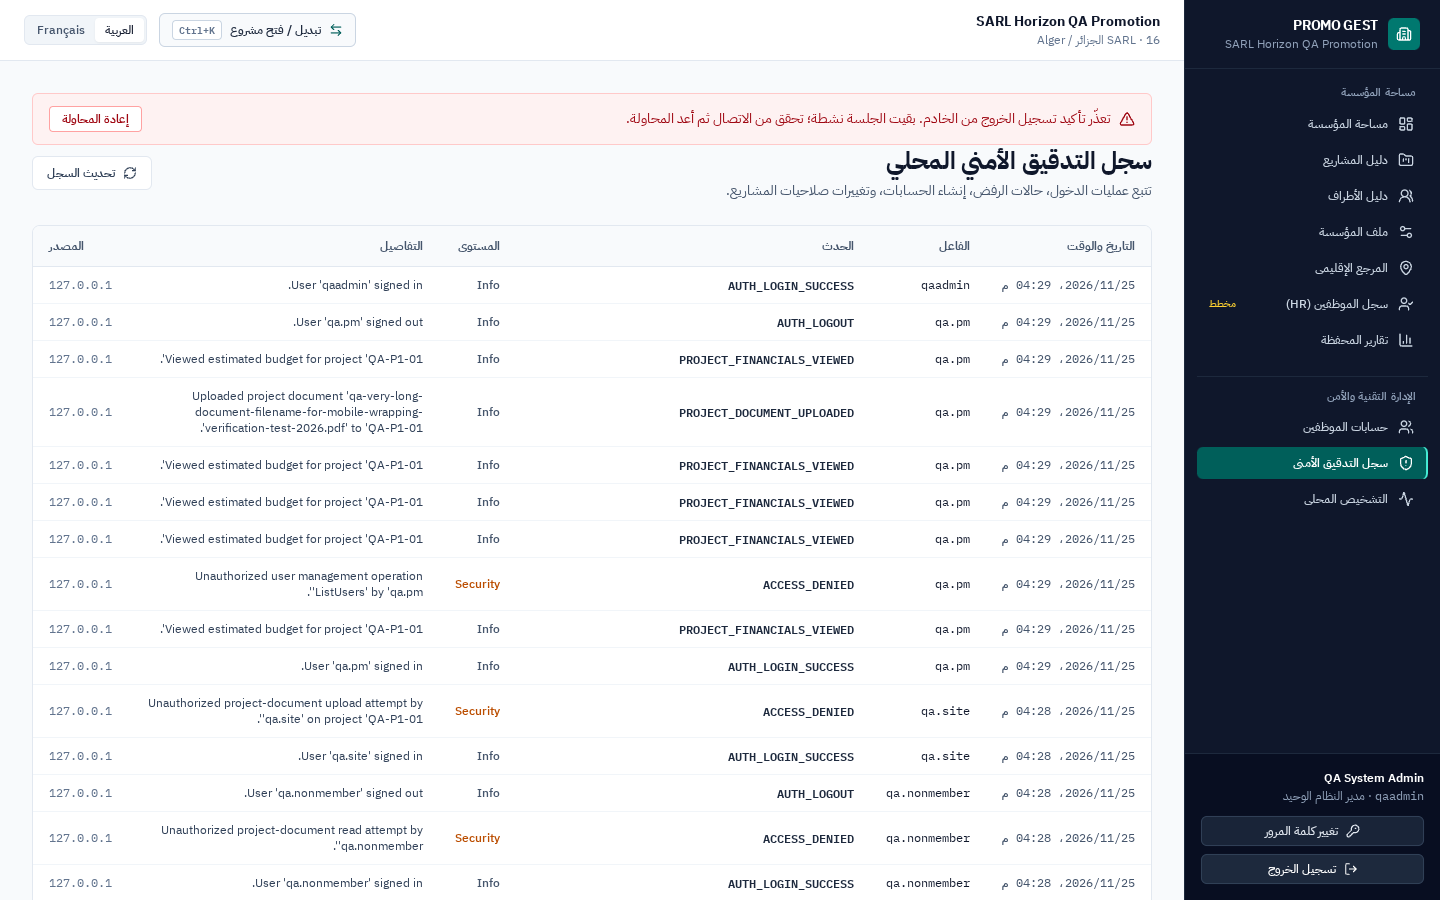 PROMO GEST
SARL Horizon QA Promotion
مساحة المؤسسة
مساحة المؤسسة
دليل المشاريع
دليل الأطراف
ملف المؤسسة
المرجع الإقليمي
سجل الموظفين (HR) مخطط
تقارير المحفظة
الإدارة التقنية والأمن
حسابات الموظفين
سجل التدقيق الأمني
التشخيص المحلي
QA System Admin
qaadmin · مدير النظام الوحيد
تغيير كلمة المرور
تسجيل الخروج
SARL Horizon QA Promotion
SARL · 16 الجزائر / Alger
تبديل / فتح مشروع Ctrl+K
العربية Français
تعذّر تأكيد تسجيل الخروج من الخادم. بقيت الجلسة نشطة؛ تحقق من الاتصال ثم أعد المحاولة.
إعادة المحاولة
سجل التدقيق الأمني المحلي
تتبع عمليات الدخول، حالات الرفض، إنشاء الحسابات، وتغييرات صلاحيات المشاريع.
تحديث السجل
التاريخ والوقت الفاعل الحدث المستوى التفاصيل المصدر
2026/11/25، 04:29 م qaadmin AUTH_LOGIN_SUCCESS Info User 'qaadmin' signed in. 127.0.0.1
2026/11/25، 04:29 م qa.pm AUTH_LOGOUT Info User 'qa.pm' signed out. 127.0.0.1
2026/11/25، 04:29 م qa.pm PROJECT_FINANCIALS_VIEWED Info Viewed estimated budget for project 'QA-P1-01'. 127.0.0.1
2026/11/25، 04:29 م qa.pm PROJECT_DOCUMENT_UPLOADED Info Uploaded project document 'qa-very-long-
document-filename-for-mobile-wrapping-
verification-test-2026.pdf' to 'QA-P1-01'. 127.0.0.1
2026/11/25، 04:29 م qa.pm PROJECT_FINANCIALS_VIEWED Info Viewed estimated budget for project 'QA-P1-01'. 127.0.0.1
2026/11/25، 04:29 م qa.pm PROJECT_FINANCIALS_VIEWED Info Viewed estimated budget for project 'QA-P1-01'. 127.0.0.1
2026/11/25، 04:29 م qa.pm PROJECT_FINANCIALS_VIEWED Info Viewed estimated budget for project 'QA-P1-01'. 127.0.0.1
2026/11/25، 04:29 م qa.pm ACCESS_DENIED Security Unauthorized user management operation
'ListUsers' by 'qa.pm'. 127.0.0.1
2026/11/25، 04:29 م qa.pm PROJECT_FINANCIALS_VIEWED Info Viewed estimated budget for project 'QA-P1-01'. 127.0.0.1
2026/11/25، 04:29 م qa.pm AUTH_LOGIN_SUCCESS Info User 'qa.pm' signed in. 127.0.0.1
2026/11/25، 04:28 م qa.site ACCESS_DENIED Security Unauthorized project-document upload attempt by
'qa.site' on project 'QA-P1-01'. 127.0.0.1
2026/11/25، 04:28 م qa.site AUTH_LOGIN_SUCCESS Info User 'qa.site' signed in. 127.0.0.1
2026/11/25، 04:28 م qa.nonmember AUTH_LOGOUT Info User 'qa.nonmember' signed out. 127.0.0.1
2026/11/25، 04:28 م qa.nonmember ACCESS_DENIED Security Unauthorized project-document read attempt by
'qa.nonmember'. 127.0.0.1
2026/11/25، 04:28 م qa.nonmember AUTH_LOGIN_SUCCESS Info User 'qa.nonmember' signed in. 127.0.0.1